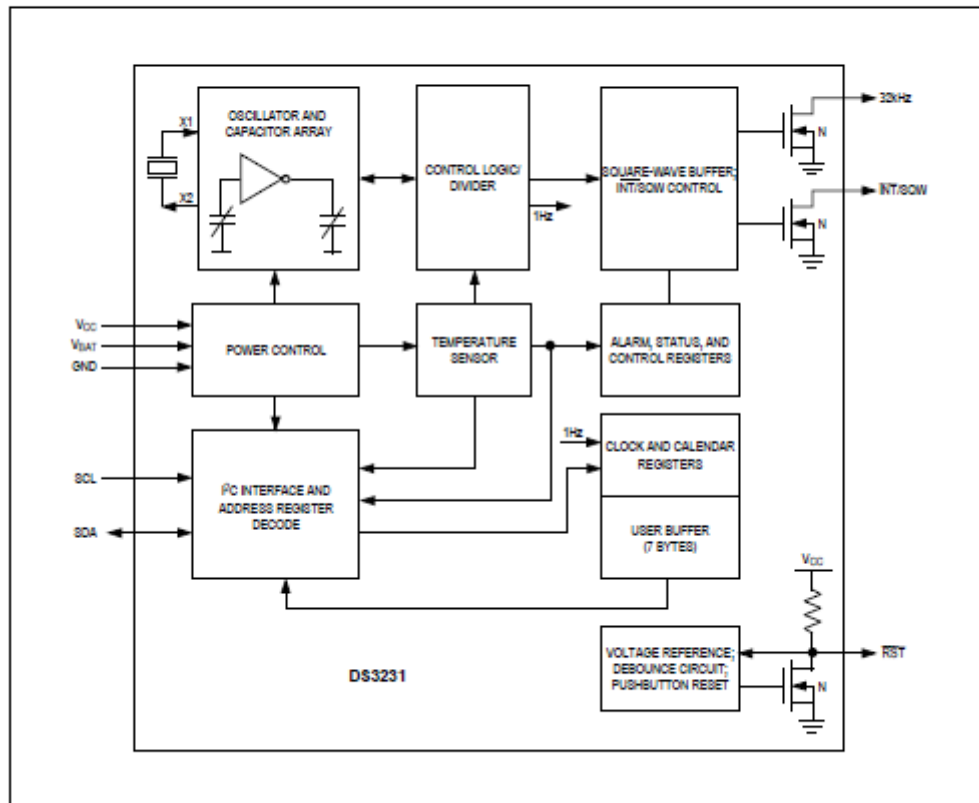 OSCILLATOR AND
CAPACITOR ARRAY
X1
X2
CONTROL LOGIC/
DIVIDER
1Hz
SQUARE-WAVE BUFFER;
INT/SQW CONTROL
N
32kHz
N
INT/SQW
VCC
VBAT
GND
POWER CONTROL
TEMPERATURE
SENSOR
ALARM, STATUS, AND
CONTROL REGISTERS
SCL
SDA
I²C INTERFACE AND
ADDRESS REGISTER
DECODE
1Hz
CLOCK AND CALENDAR
REGISTERS
USER BUFFER
(7 BYTES)
VCC
VOLTAGE REFERENCE;
DEBOUNCE CIRCUIT;
PUSHBUTTON RESET
N
RST
DS3231